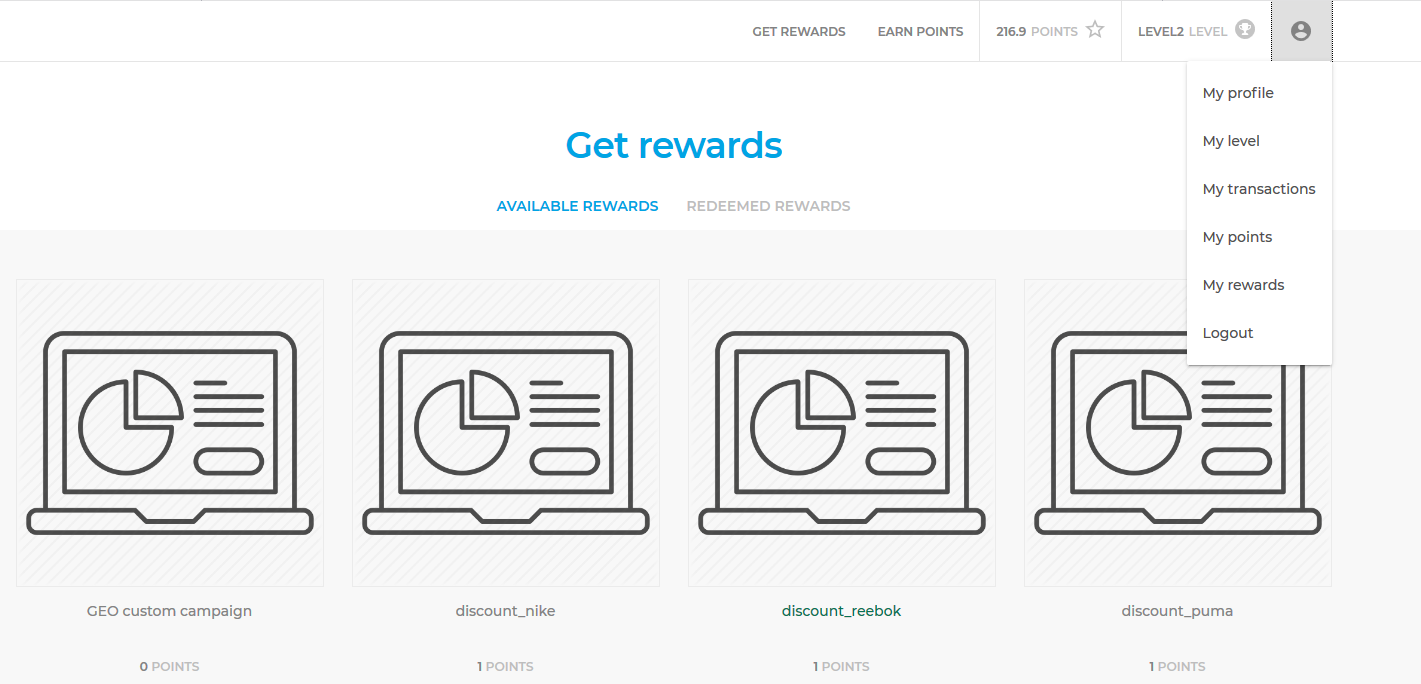 GET REWARDS EARN POINTS 216.9 POINTS LEVEL2 LEVEL
My profile
My level
My transactions
My points
My rewards
Logout
Get rewards
AVAILABLE REWARDS REDEEMED REWARDS
GEO custom campaign discount_nike discount_reebok discount_puma
0 POINTS 1 POINTS 1 POINTS 1 POINTS